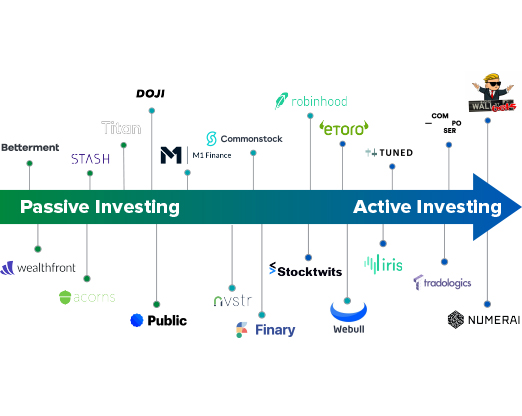 DOJI
robinhood
WALL
Titan
eToro
COM
PO
SER
Betterment
STASH
M1 Finance
Commonstock
TUNED
Passive Investing
Active Investing
wealthfront
acorns
Public
nvstr
Finary
Stocktwits
Webull
iris
tradologics
NUMERAI